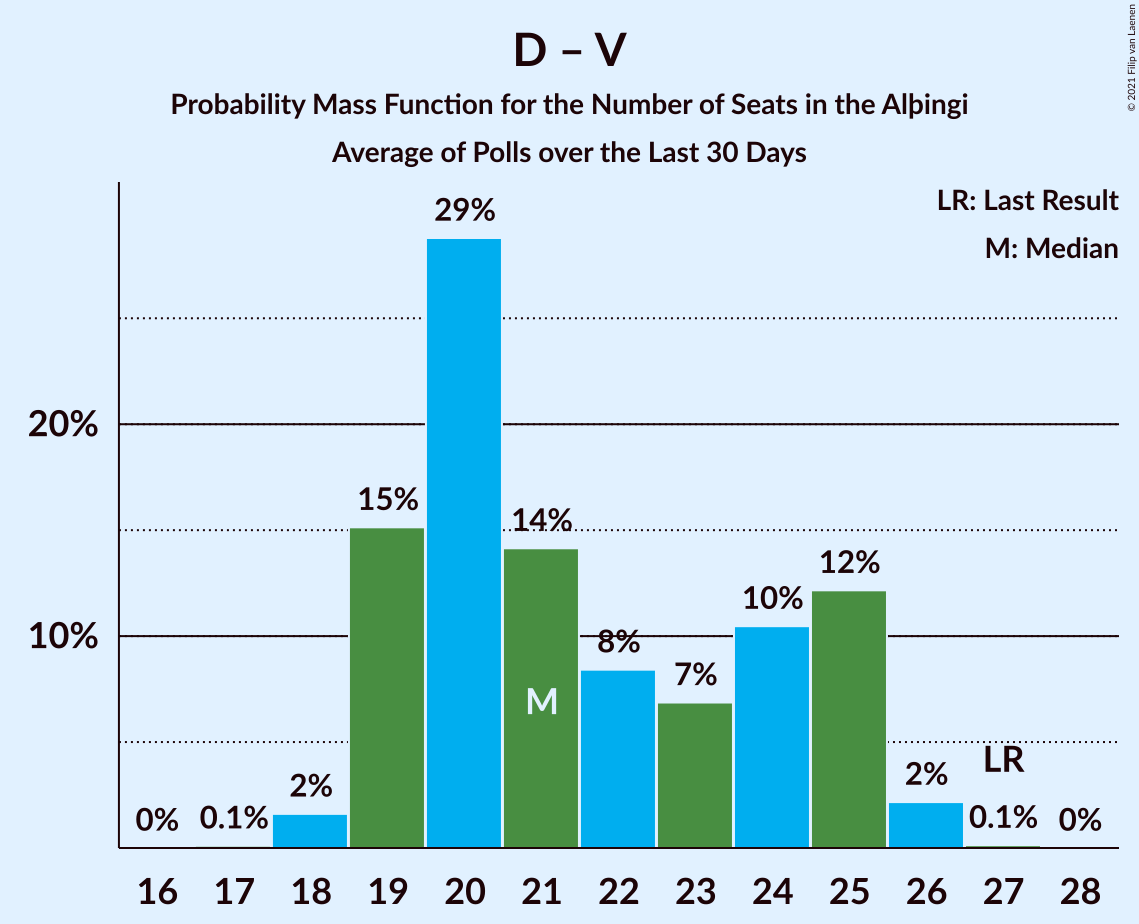 D – V
Probability Mass Function for the Number of Seats in the Alþingi
Average of Polls over the Last 30 Days
© 2021 Filip van Laenen
LR: Last Result
M: Median
29%
20%
15%
14%
12%
10%
10%
8%
7%
M
LR
2%
2%
0%
0.1%
0.1%
0%
16 17 18 19 20 21 22 23 24 25 26 27 28